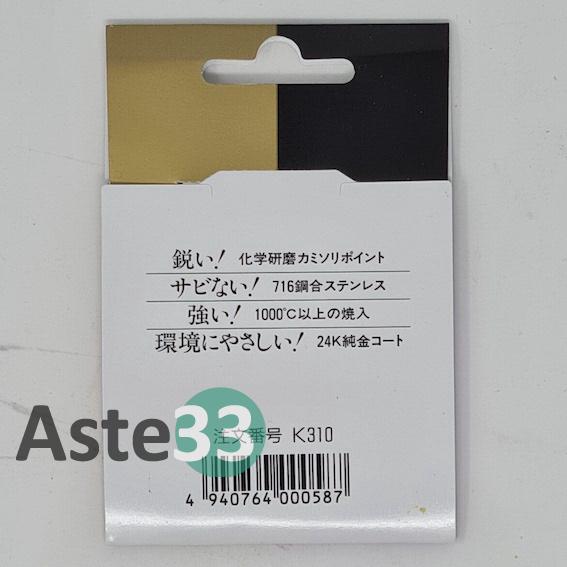 鋭い! 化学研磨カミソリポイント
サビない! 716鋼合ステンレス
強い! 1000℃以上の焼入
環境にやさしい! 24K純金コート
Aste33
注文番号 K310
4 940764 000587